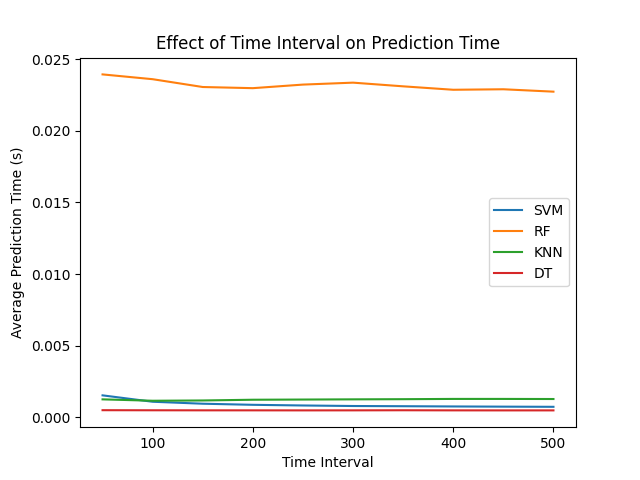 Effect of Time Interval on Prediction Time
Average Prediction Time (s)
0.025
0.020
0.015
0.010
0.005
0.000
SVM
RF
KNN
DT
100 200 300 400 500
Time Interval